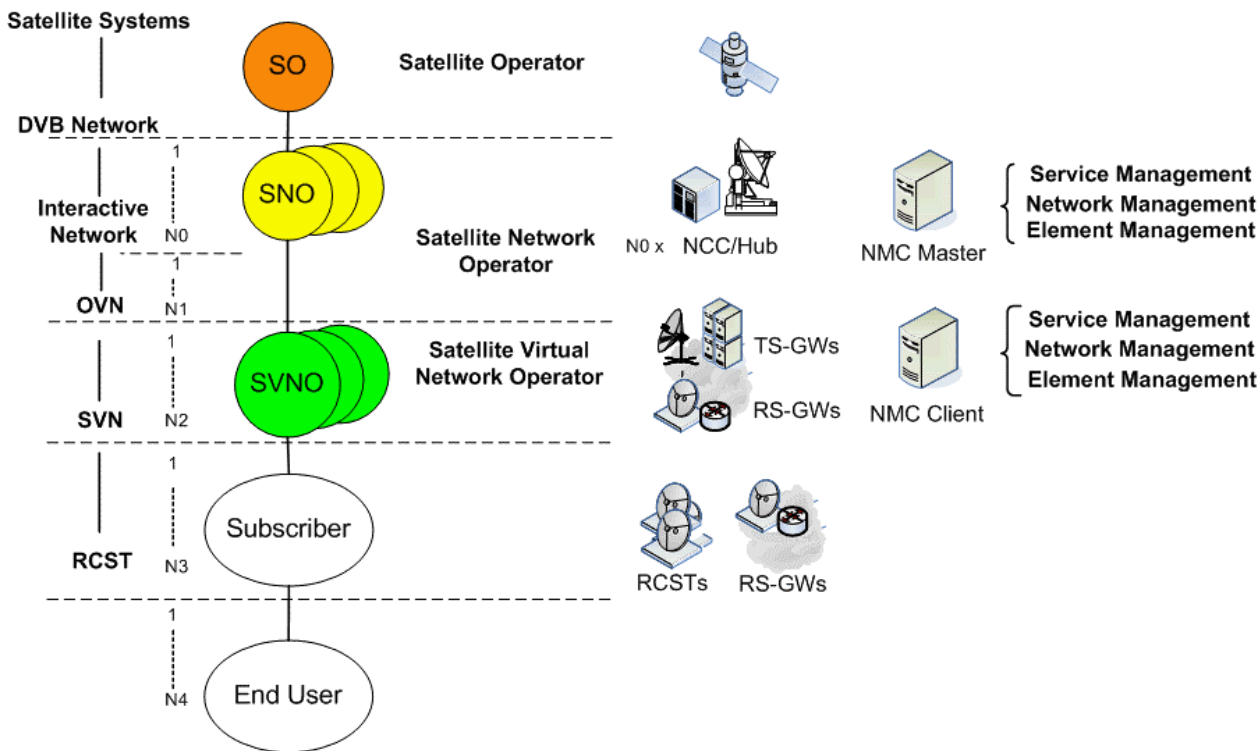 Satellite Systems
SO
Satellite Operator
DVB Network
1
SNO
Interactive
Network
N0
Satellite Network
Operator
N0 x NCC/Hub
NMC Master
Service Management
Network Management
Element Management
1
OVN
N1
1
SVNO
Satellite Virtual
Network Operator
SVN
N2
TS-GWs
RS-GWs
NMC Client
Service Management
Network Management
Element Management
1
Subscriber
RCST
N3
RCSTs
RS-GWs
1
End User
N4